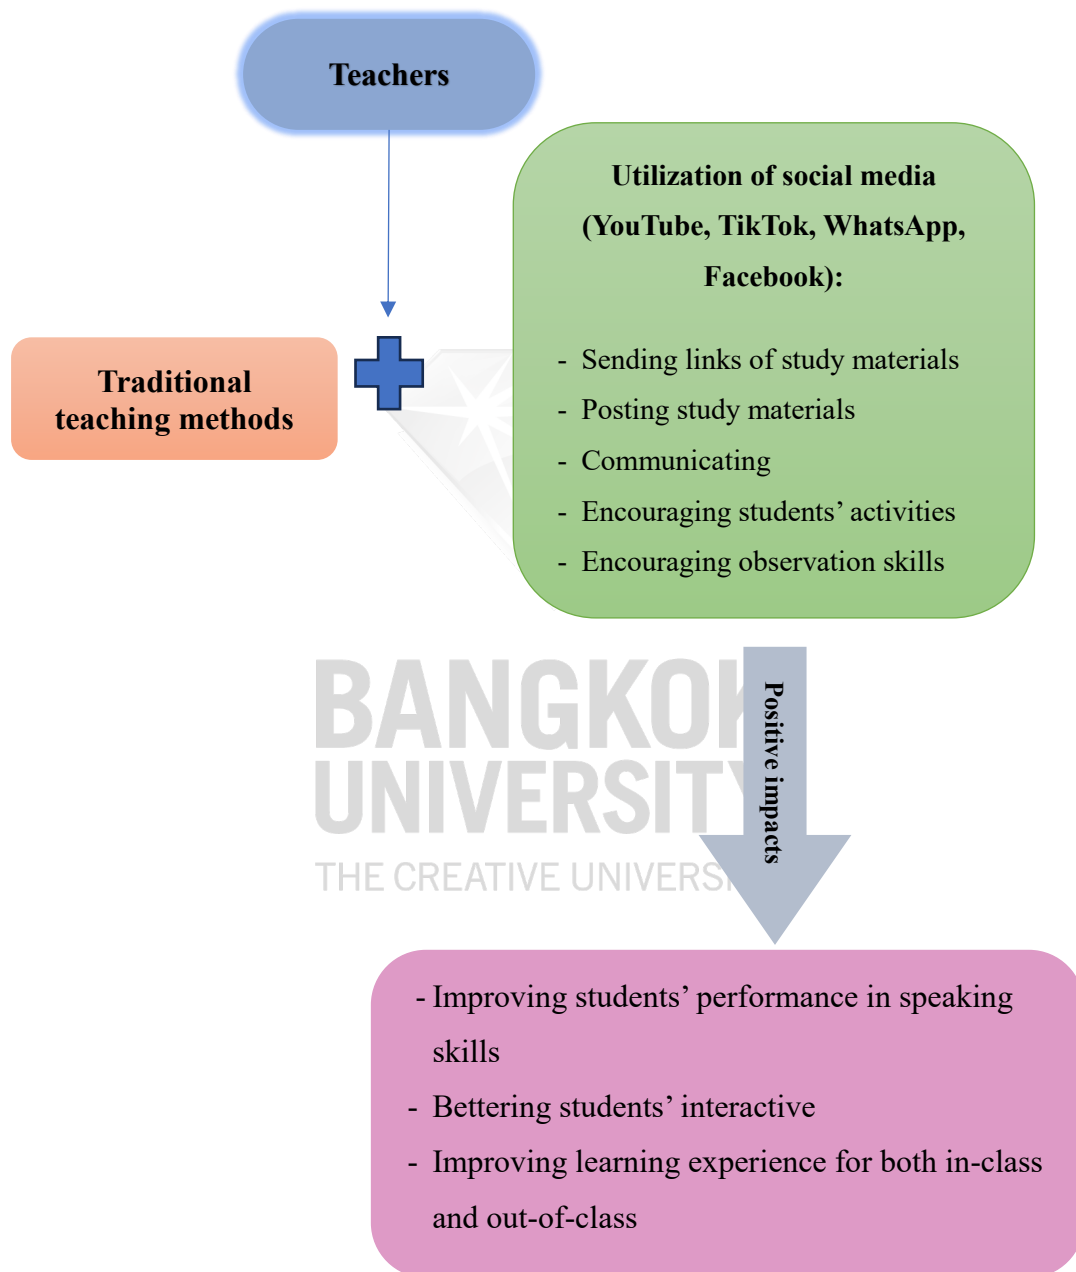 Teachers
Traditional
teaching methods
Utilization of social media
(YouTube, TikTok, WhatsApp,
Facebook):
- Sending links of study materials
- Posting study materials
- Communicating
- Encouraging students’ activities
- Encouraging observation skills
Positive impacts
BANGKOK
UNIVERSITY
THE CREATIVE UNIVERSI
- Improving students’ performance in speaking
skills
- Bettering students’ interactive
- Improving learning experience for both in-class
and out-of-class